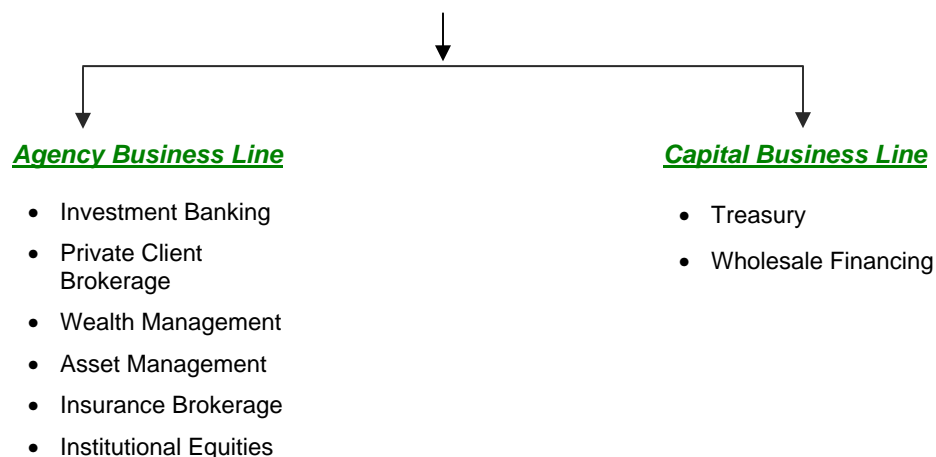 Agency Business Line
• Investment Banking
• Private Client
Brokerage
• Wealth Management
• Asset Management
• Insurance Brokerage
• Institutional Equities
Capital Business Line
• Treasury
• Wholesale Financing